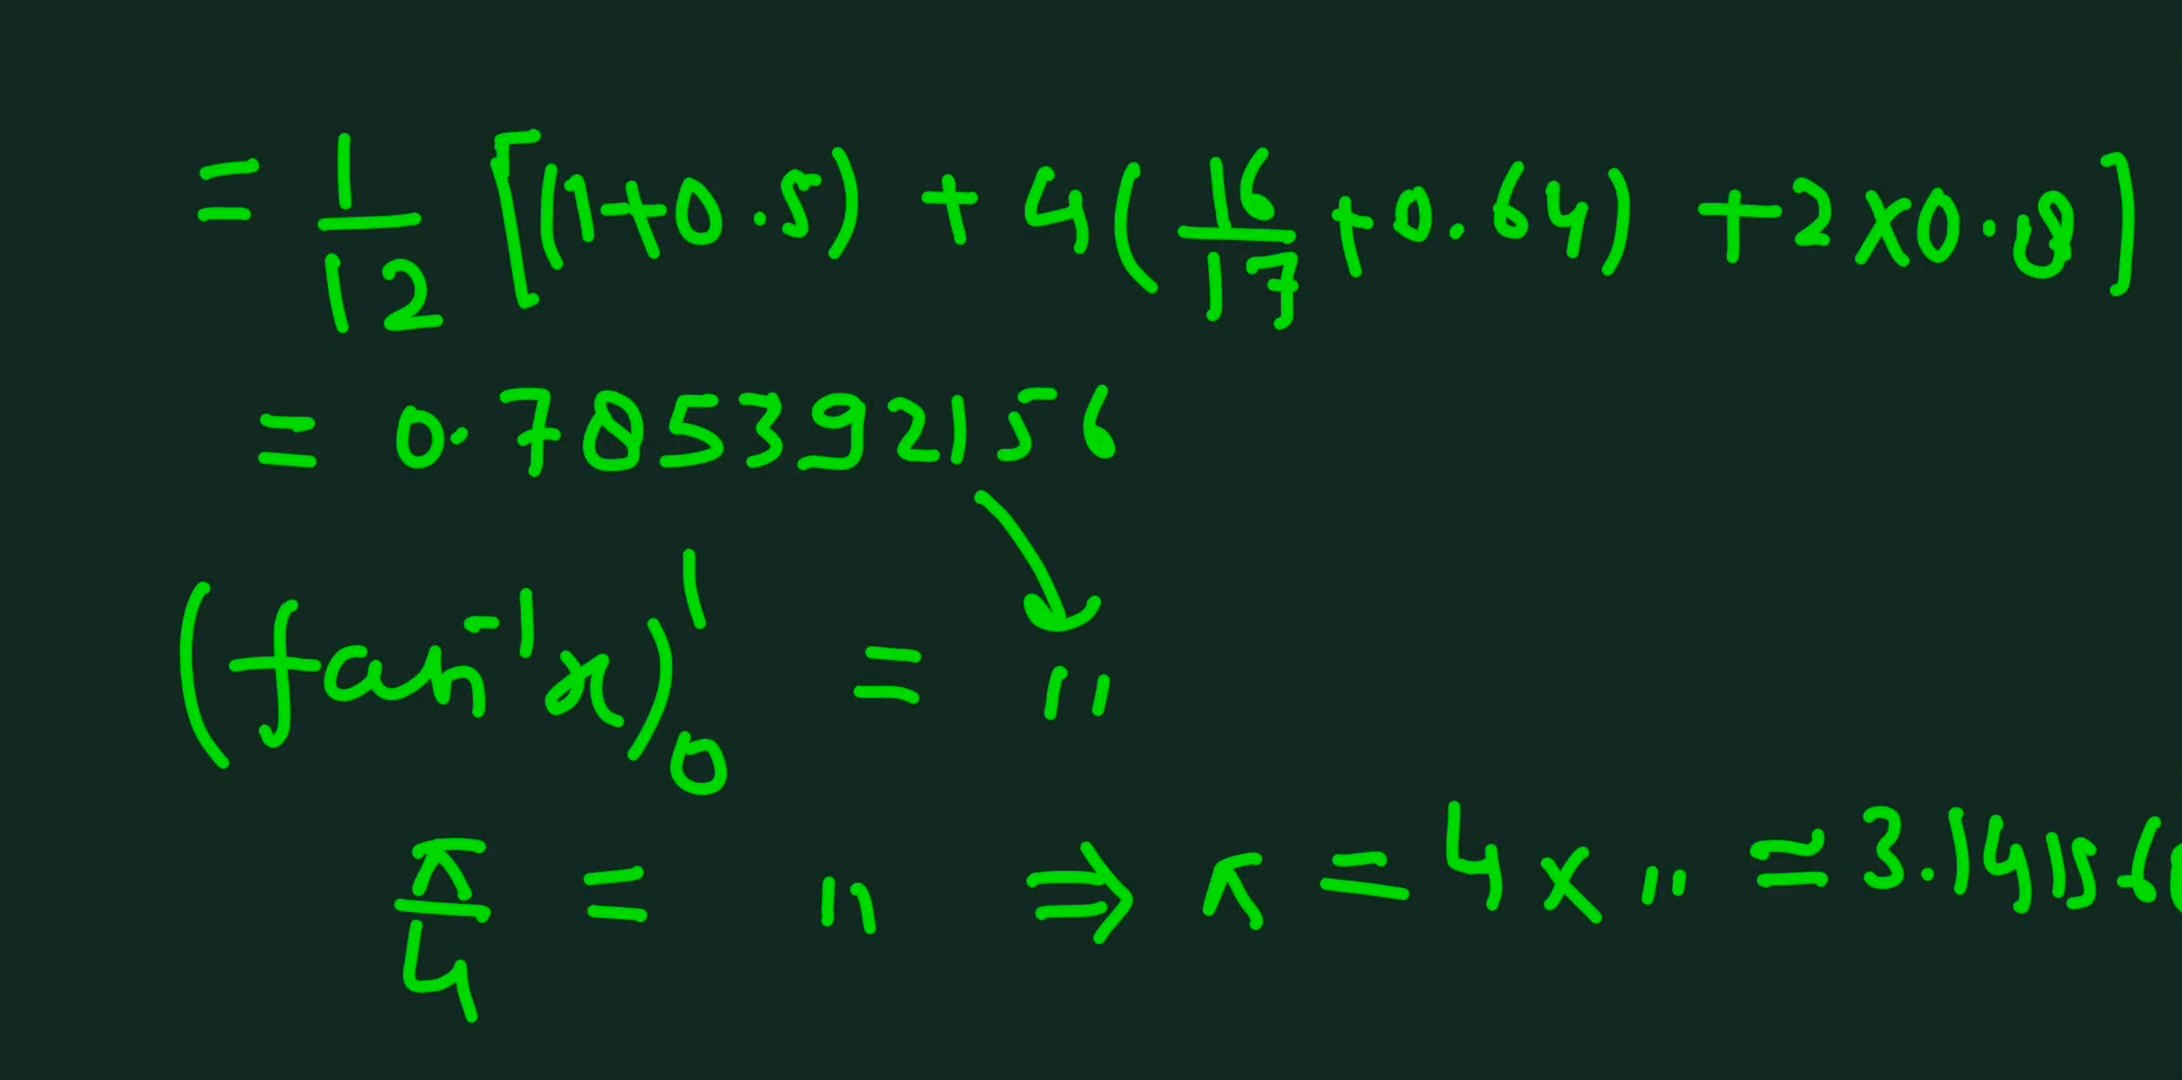 = 1/12 [(1+0.5) + 4(16/17 + 0.64) + 2×0.8]
= 0.785392156
(tan⁻¹x)₀¹ = "
π/4 = " ⇒ π = 4 × " ≈ 3.14156